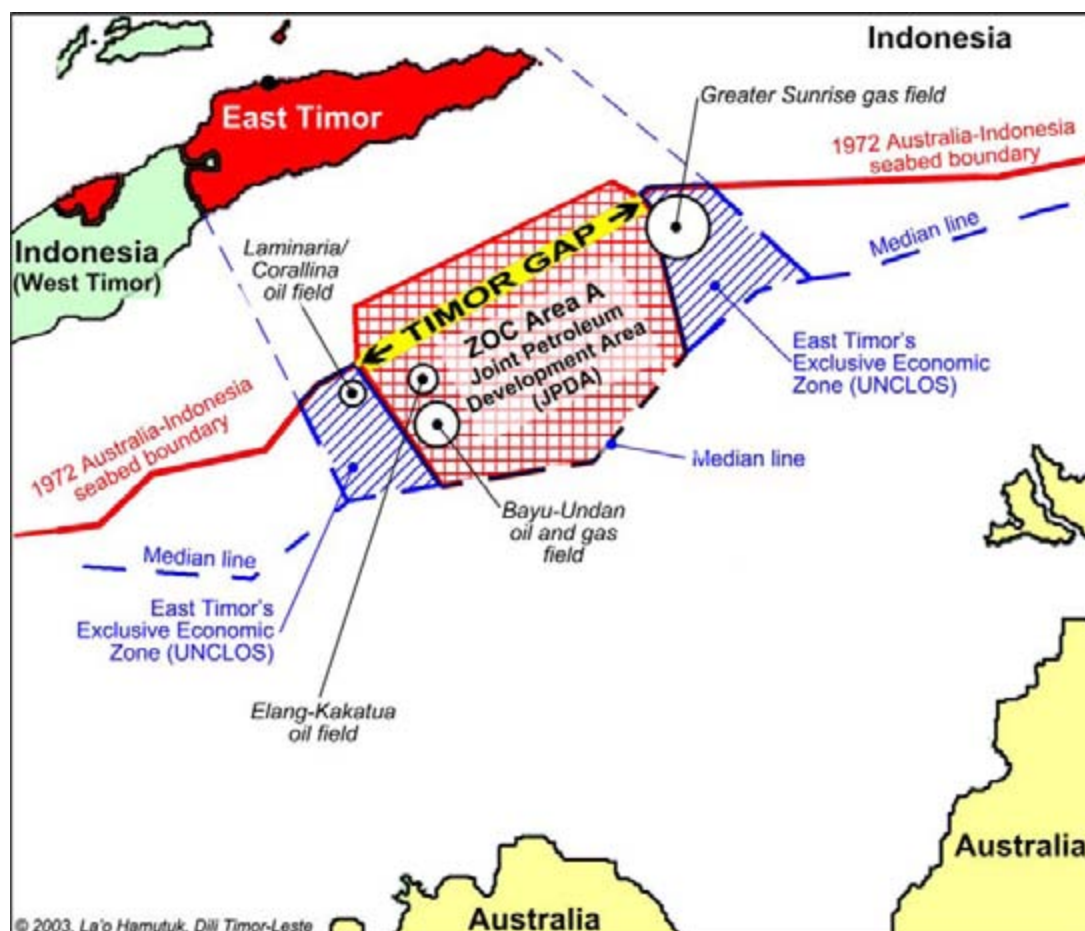 Indonesia
Greater Sunrise gas field
East Timor
1972 Australia-Indonesia
seabed boundary
Indonesia
(West Timor)
Laminaria/
Corallina
oil field
Median line
TIMOR GAP
ZOC Area A
Joint Petroleum
Development Area
(JPDA)
East Timor's
Exclusive Economic
Zone (UNCLOS)
1972 Australia-Indonesia
seabed boundary
Median line
Bayu-Undan
oil and gas
field
Median line
East Timor's
Exclusive Economic
Zone (UNCLOS)
Elang-Kakatua
oil field
Australia
Australia
© 2003, La'o Hamutuk, Dili Timor-Leste